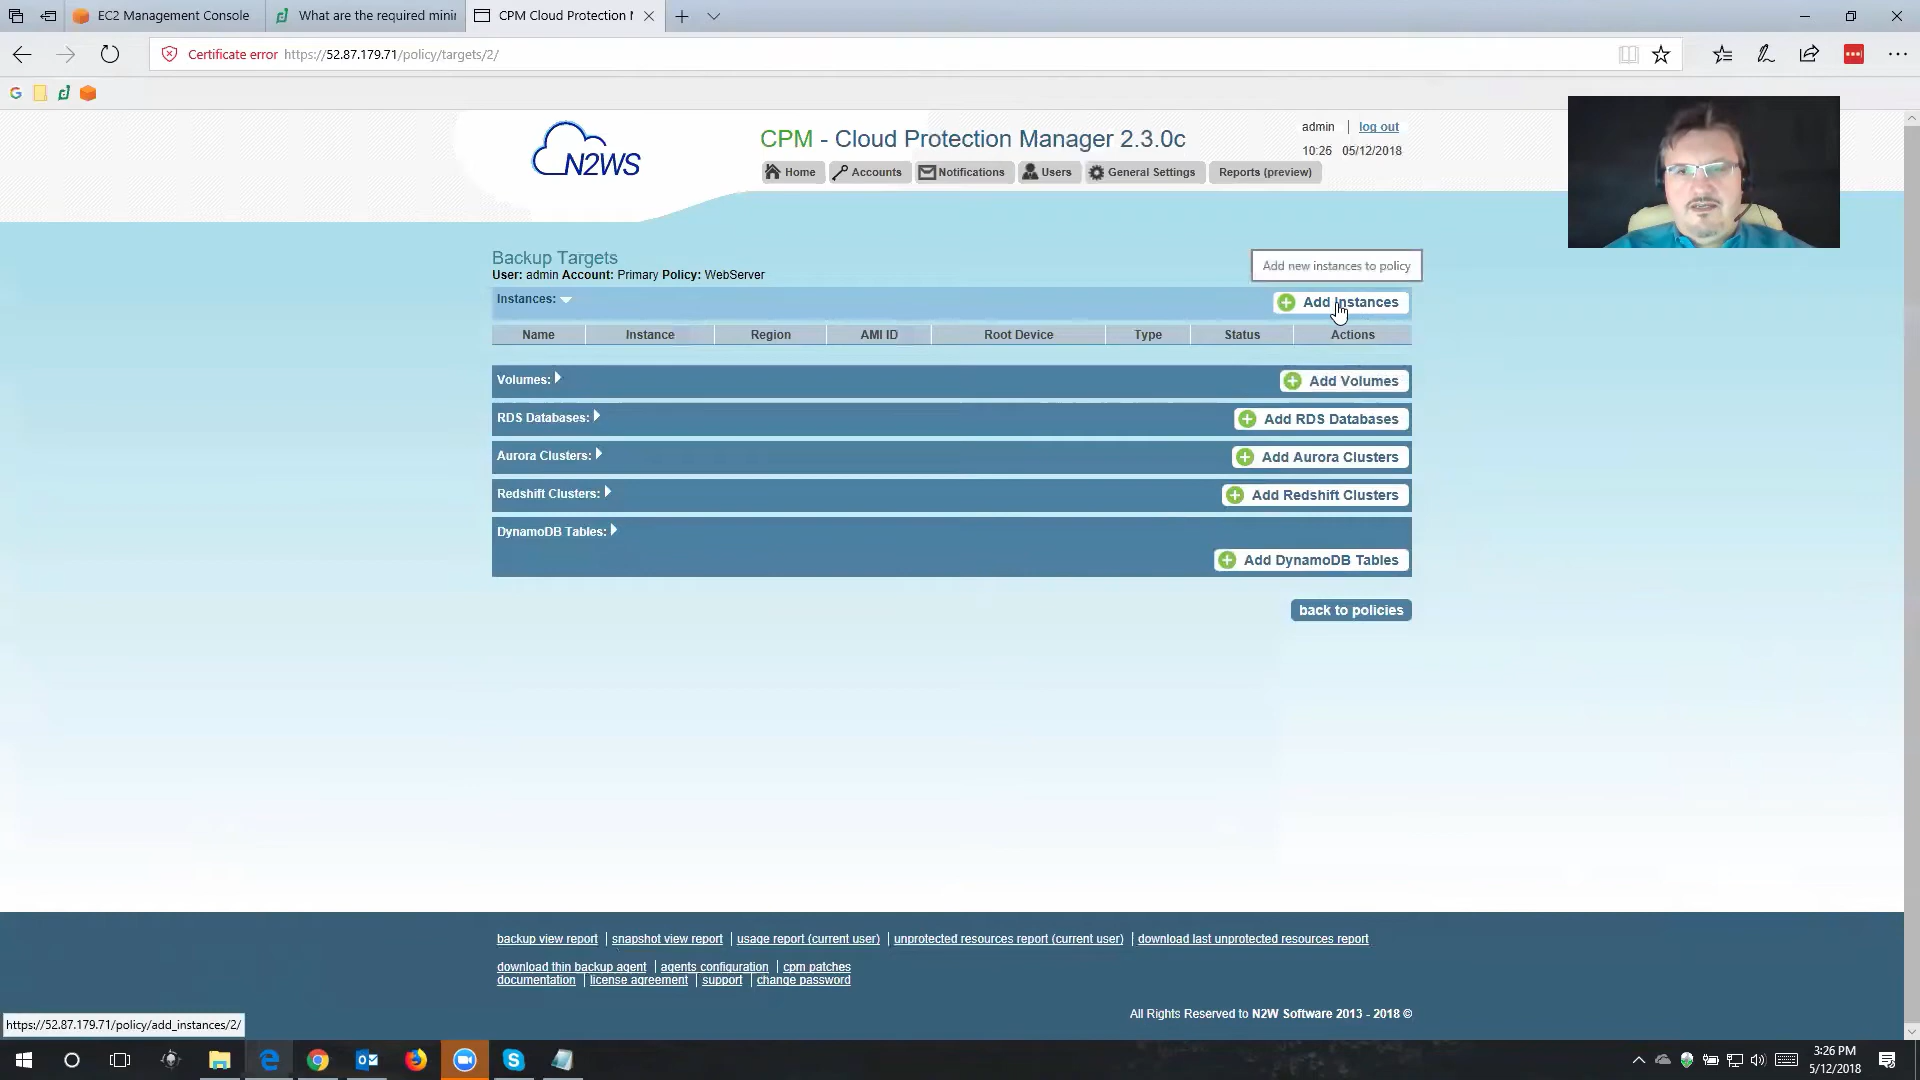 EC2 Management Console
What are the required mini
CPM Cloud Protection M
Certificate error https://52.87.179.71/policy/targets/2/
N2WS
CPM - Cloud Protection Manager 2.3.0c
admin | log out
10:26 05/12/2018
Home
Accounts
Notifications
Users
General Settings
Reports (preview)
Backup Targets
User: admin Account: Primary Policy: WebServer
Add new instances to policy
Instances:
Add Instances
Name Instance Region AMI ID Root Device Type Status Actions
Volumes:
Add Volumes
RDS Databases:
Add RDS Databases
Aurora Clusters:
Add Aurora Clusters
Redshift Clusters:
Add Redshift Clusters
DynamoDB Tables:
Add DynamoDB Tables
back to policies
backup view report | snapshot view report | usage report (current user) | unprotected resources report (current user) | download last unprotected resources report
download thin backup agent | agents configuration | cpm patches
documentation | license agreement | support | change password
All Rights Reserved to N2W Software 2013 - 2018 ©
https://52.87.179.71/policy/add_instances/2/
3:26 PM
5/12/2018